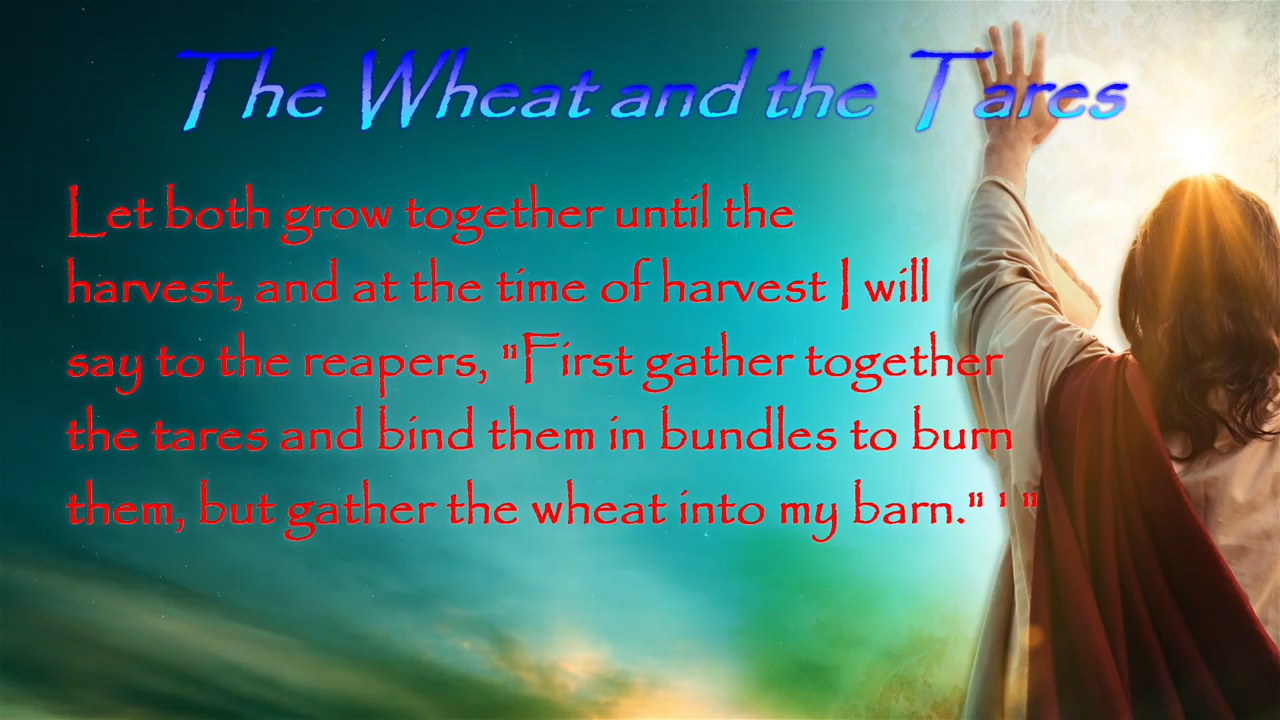 The Wheat and the Tares
Let both grow together until the
harvest, and at the time of harvest I will
say to the reapers, "First gather together
the tares and bind them in bundles to burn
them, but gather the wheat into my barn." ' "